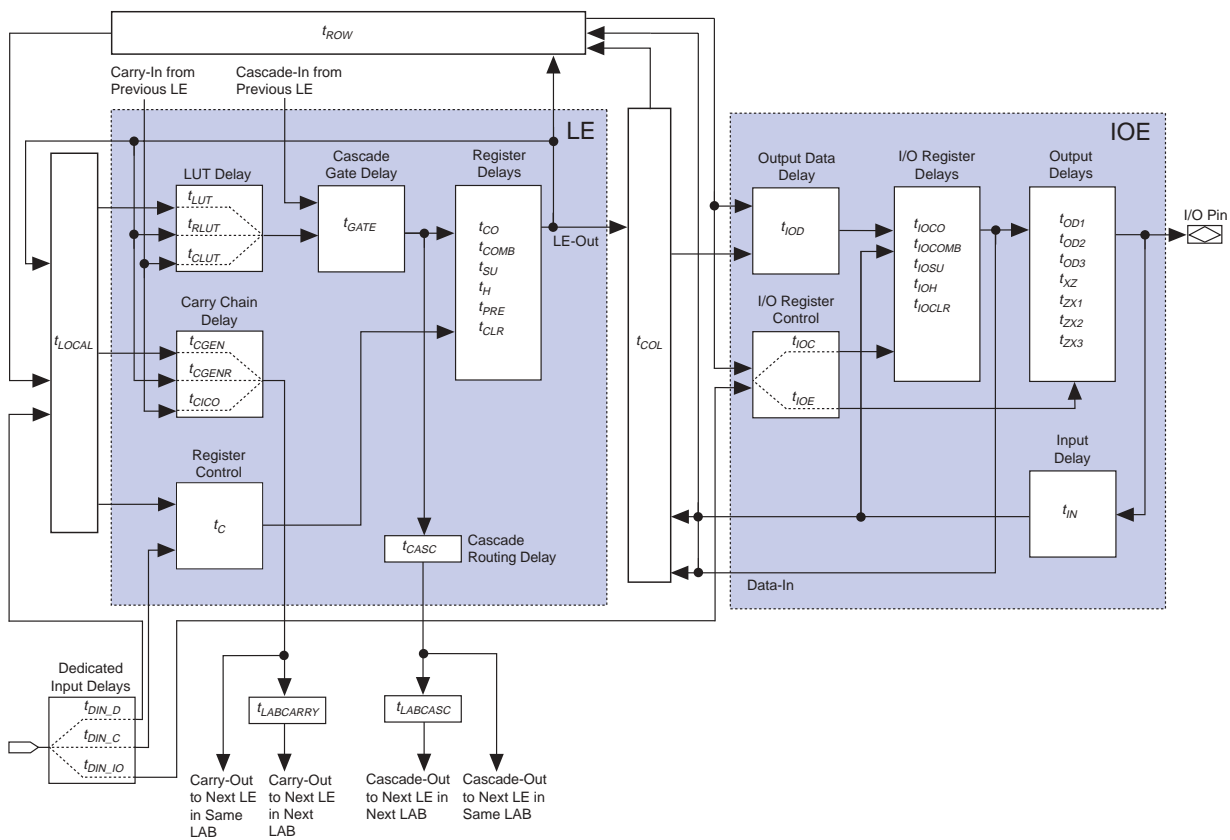 tROW
Carry-In from
Previous LE
Cascade-In from
Previous LE
LE
IOE
LUT Delay
tLUT
tRLUT
tCLUT
Cascade
Gate Delay
tGATE
Register
Delays
tCO
tCOMB
tSU
tH
tPRE
tCLR
LE-Out
Carry Chain
Delay
tCGEN
tCGENR
tCICO
tLOCAL
Register
Control
tC
tCASC
Cascade
Routing Delay
tCOL
Output Data
Delay
tIOD
I/O Register
Delays
tIOCO
tIOCOMB
tIOSU
tIOH
tIOCLR
Output
Delays
tOD1
tOD2
tOD3
tXZ
tZX1
tZX2
tZX3
I/O Pin
I/O Register
Control
tIOC
tIOE
Input
Delay
tIN
Data-In
Dedicated
Input Delays
tDIN_D
tDIN_C
tDIN_IO
tLABCARRY
tLABCASC
Carry-Out
to Next LE
in Same
LAB
Carry-Out
to Next LE
in Next
LAB
Cascade-Out
to Next LE in
Next LAB
Cascade-Out
to Next LE in
Same LAB